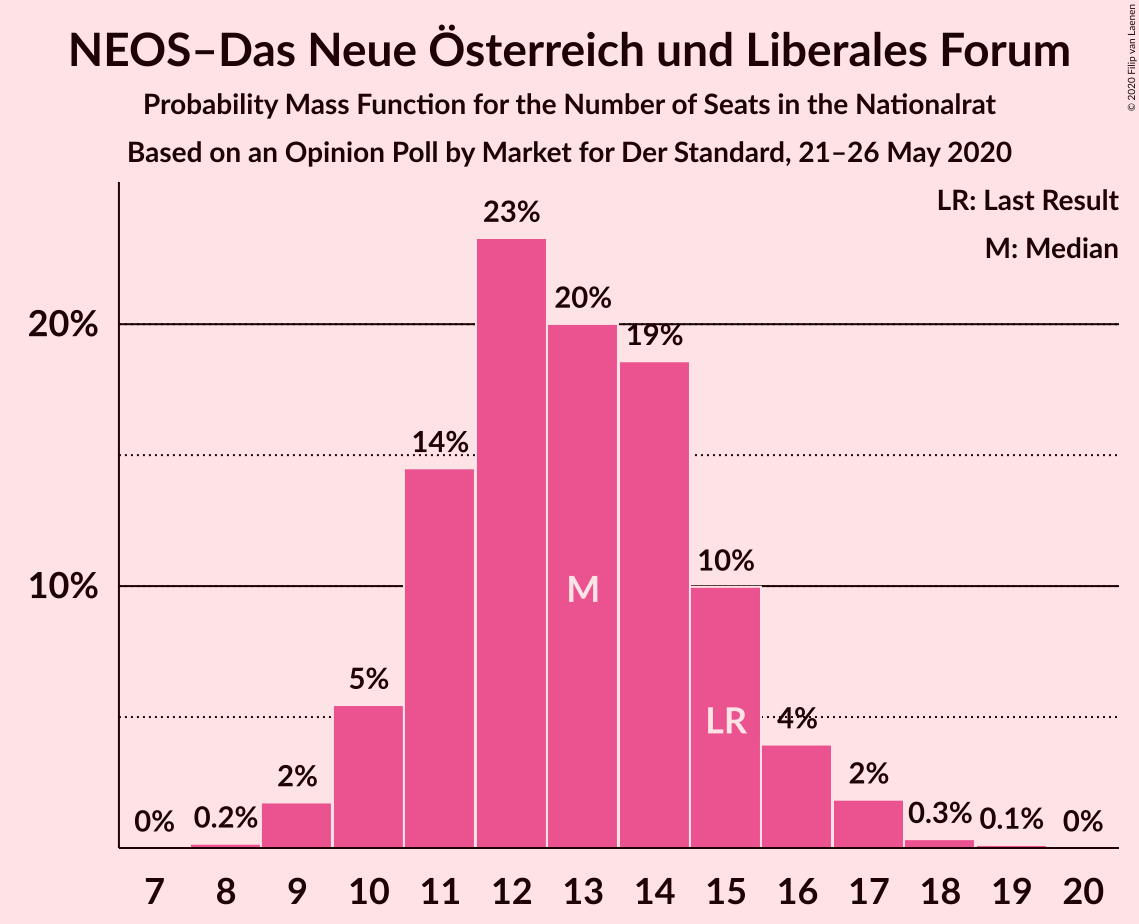 NEOS–Das Neue Österreich und Liberales Forum
Probability Mass Function for the Number of Seats in the Nationalrat
Based on an Opinion Poll by Market for Der Standard, 21–26 May 2020
© 2020 Filip van Laenen
LR: Last Result
M: Median
20%
10%
0%
0.2%
2%
5%
14%
23%
20%
19%
10%
4%
2%
0.3%
0.1%
0%
M
LR
7 8 9 10 11 12 13 14 15 16 17 18 19 20